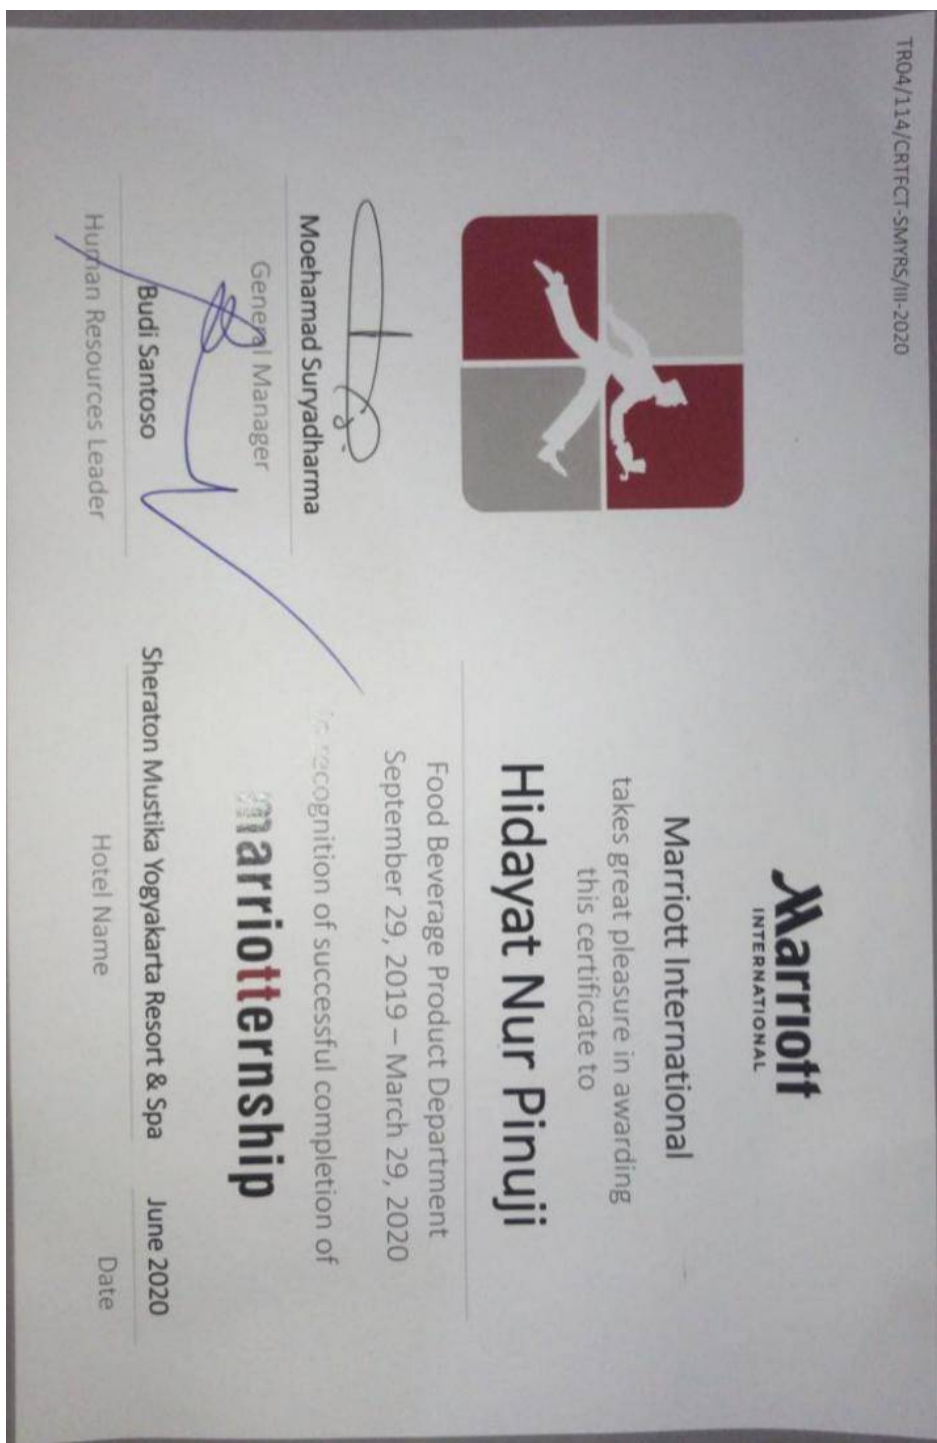 TR04/114/CRTFCT-SMYRS/III-2020
Marriott
INTERNATIONAL
Marriott International
takes great pleasure in awarding
this certificate to
Hidayat Nur Pinuji
Food Beverage Product Department
September 29, 2019 – March 29, 2020
in recognition of successful completion of
marriotternship
Moehamad Suryadharma
General Manager
Budi Santoso
Human Resources Leader
Sheraton Mustika Yogyakarta Resort & Spa
Hotel Name
June 2020
Date